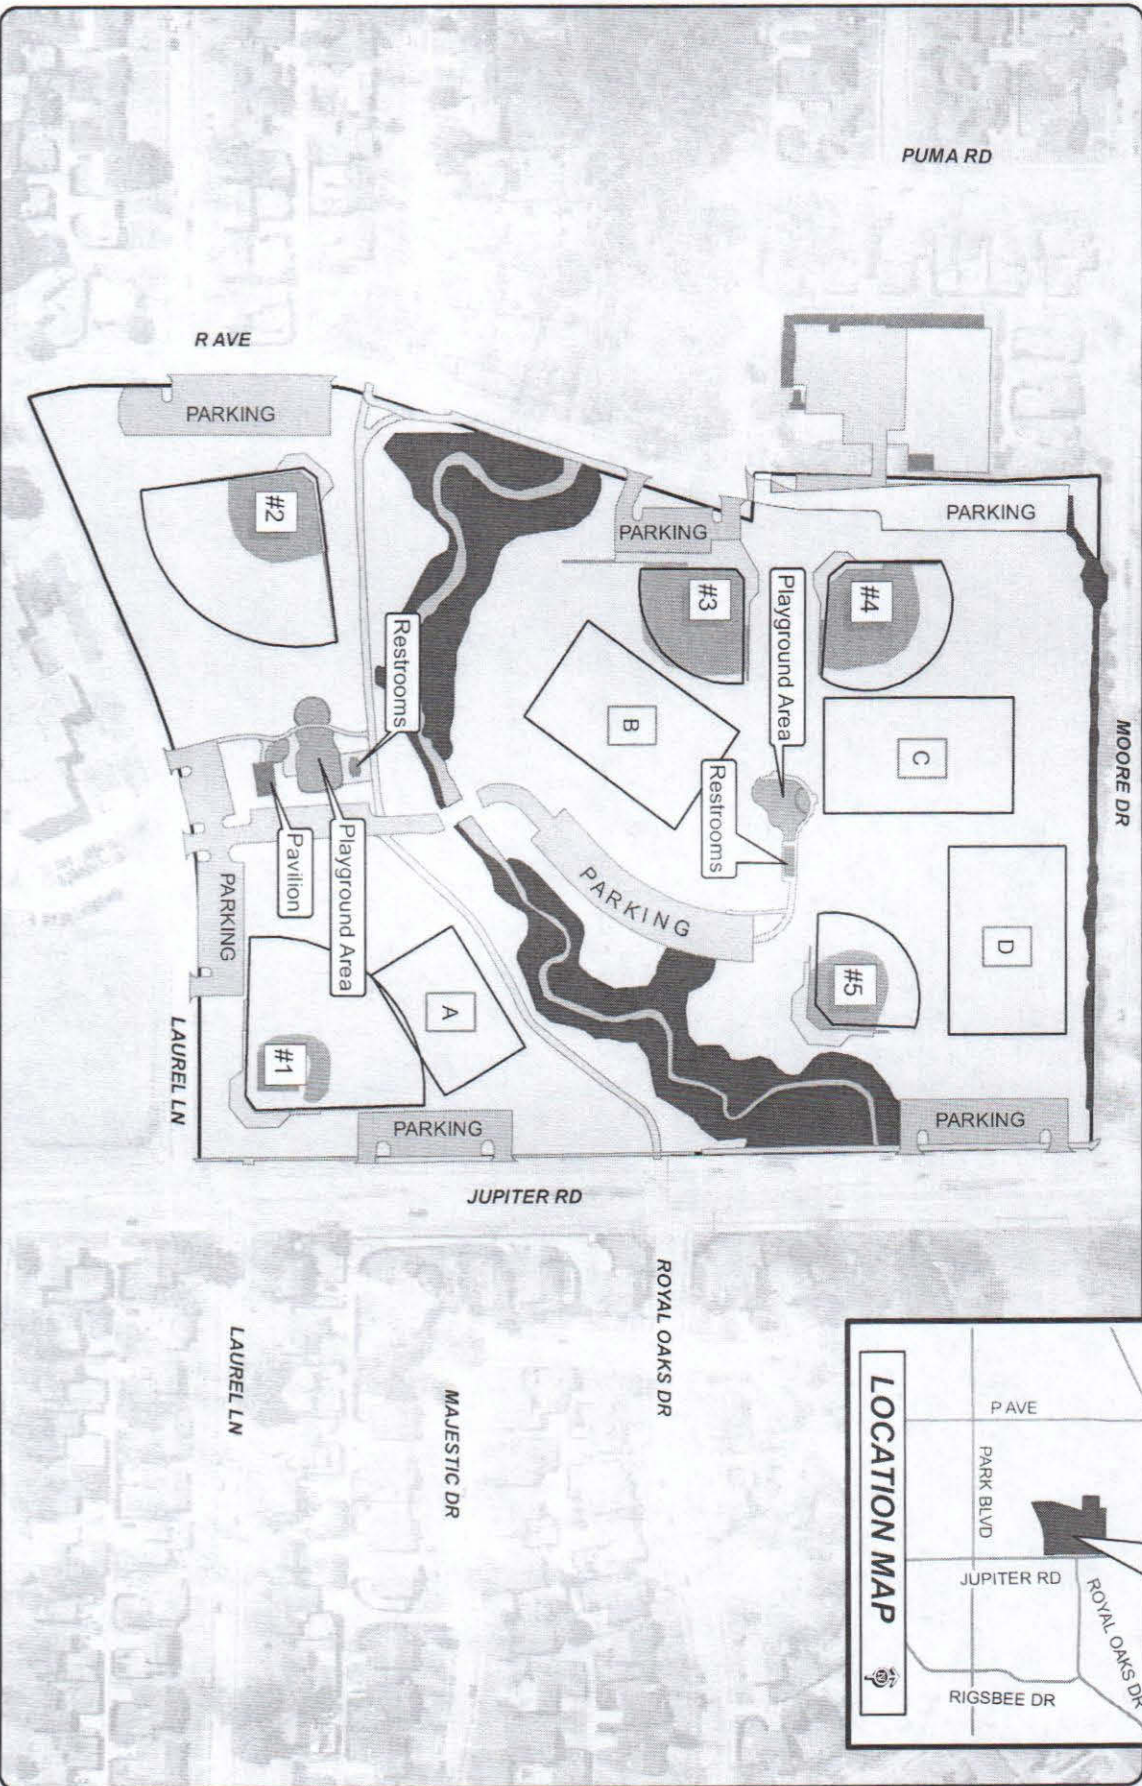 PUMA RD
R AVE
PARKING
#2
PARKING
PARKING
#3
#4
Playground Area
Restrooms
B
C
MOORE DR
Restrooms
D
PARKING
Pavilion
Playground Area
PARKING
A
#5
#1
LAUREL LN
PARKING
PARKING
JUPITER RD
ROYAL OAKS DR
LAUREL LN
MAJESTIC DR
P AVE
PARK BLVD
JUPITER RD
ROYAL OAKS DR
RIGSBEE DR
LOCATION MAP
N